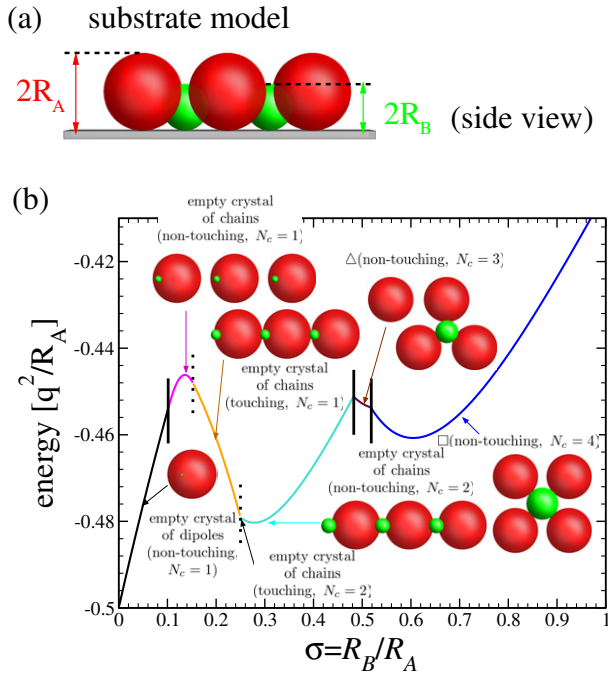 (a) substrate model
2R_A
2R_B
(side view)
(b)
empty crystal
of chains
(non-touching, N_c = 1)
△(non-touching, N_c = 3)
empty crystal
of chains
(touching, N_c = 1)
empty crystal
of chains
(non-touching, N_c = 2)
□(non-touching, N_c = 4)
empty crystal
of dipoles
(non-touching,
N_c = 1)
empty crystal
of chains
(touching, N_c = 2)
energy [q^2/R_A]
-0.42
-0.44
-0.46
-0.48
-0.5
0 0.1 0.2 0.3 0.4 0.5 0.6 0.7 0.8 0.9 1
σ=R_B/R_A